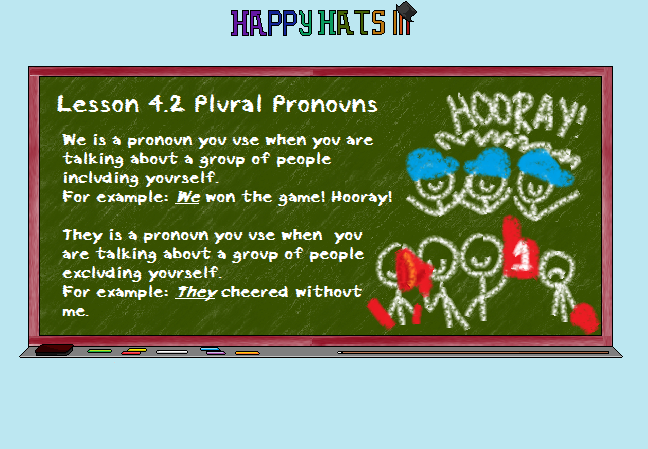 HAPPY HATS III
Lesson 4.2 Plural Pronouns
HOORAY!
We is a pronoun you use when you are
talking about a group of people
including yourself.
For example: We won the game! Hooray!
They is a pronoun you use when you
are talking about a group of people
excluding yourself.
For example: They cheered without
me.
1